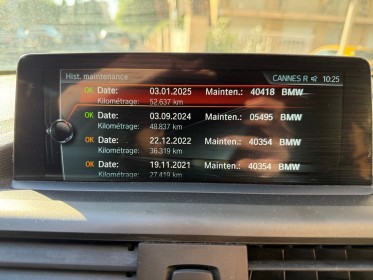 Hist. maintenance CANNES R 10:25
OK Date: 03.01.2025 Mainten.: 40418 BMW
Kilométrage: 52.637 km
OK Date: 03.09.2024 Mainten.: 05495 BMW
Kilométrage: 48.837 km
OK Date: 22.12.2022 Mainten.: 40354 BMW
Kilométrage: 36.319 km
OK Date: 19.11.2021 Mainten.: 40354 BMW
Kilométrage: 27.419 km